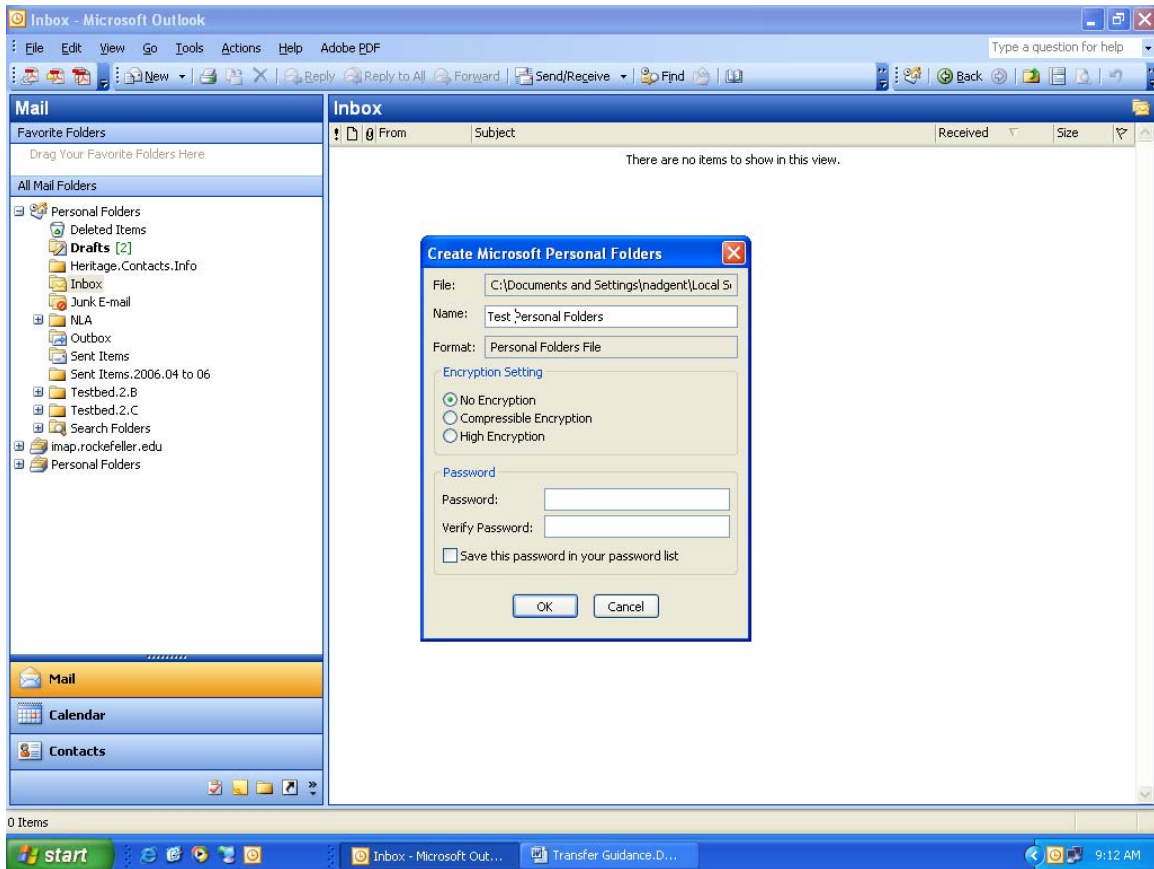 Inbox - Microsoft Outlook
File Edit View Go Tools Actions Help Adobe PDF Type a question for help
New Reply Reply to All Forward Send/Receive Find Back
Mail
Inbox
Favorite Folders
From Subject Received Size
Drag Your Favorite Folders Here
There are no items to show in this view.
All Mail Folders
Personal Folders
Deleted Items
Drafts [2]
Heritage.Contacts.Info
Inbox
Junk E-mail
NLA
Outbox
Sent Items
Sent Items.2006.04 to 06
Testbed.2.B
Testbed.2.C
Search Folders
imap.rockefeller.edu
Personal Folders
Create Microsoft Personal Folders
File: C:\Documents and Settings\nadgent\Local S
Name: Test Personal Folders
Format: Personal Folders File
Encryption Setting
No Encryption
Compressible Encryption
High Encryption
Password
Password:
Verify Password:
Save this password in your password list
OK Cancel
Mail
Calendar
Contacts
0 Items
start Inbox - Microsoft Out... Transfer Guidance.D... 9:12 AM